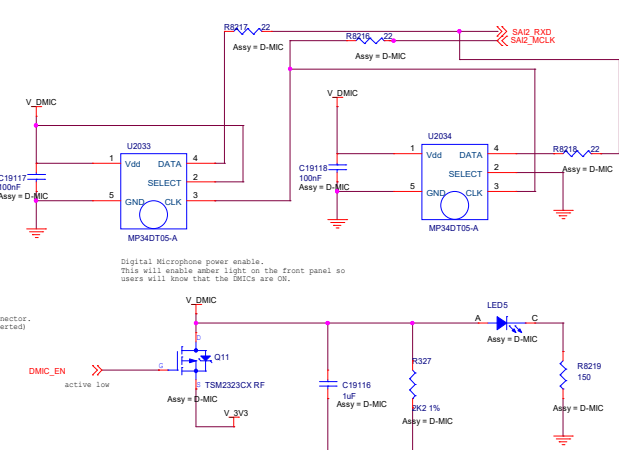 R8217 22
R8216 22
SAI2_RXD
SAI2_MCLK
Assy = D-MIC
Assy = D-MIC
V_DMIC
V_DMIC
U2033
U2034
1 Vdd DATA 4
SELECT 2
5 GND CLK 3
MP34DT05-A
C19117
100nF
Assy = D-MIC
1 Vdd DATA 4
SELECT 2
5 GND CLK 3
MP34DT05-A
C19118
100nF
Assy = D-MIC
R8218 22
Assy = D-MIC
Digital Microphone power enable.
This will enable amber light on the front panel so
users will know that the DMICs are ON.
nector.
erted)
V_DMIC
LED5
A C
Assy = D-MIC
D
Q11
G
S
TSM2323CX RF
Assy = D-MIC
V_3V3
DMIC_EN
active low
C19116
1uF
Assy = D-MIC
R327
2K2 1%
Assy = D-MIC
R8219
150
Assy = D-MIC